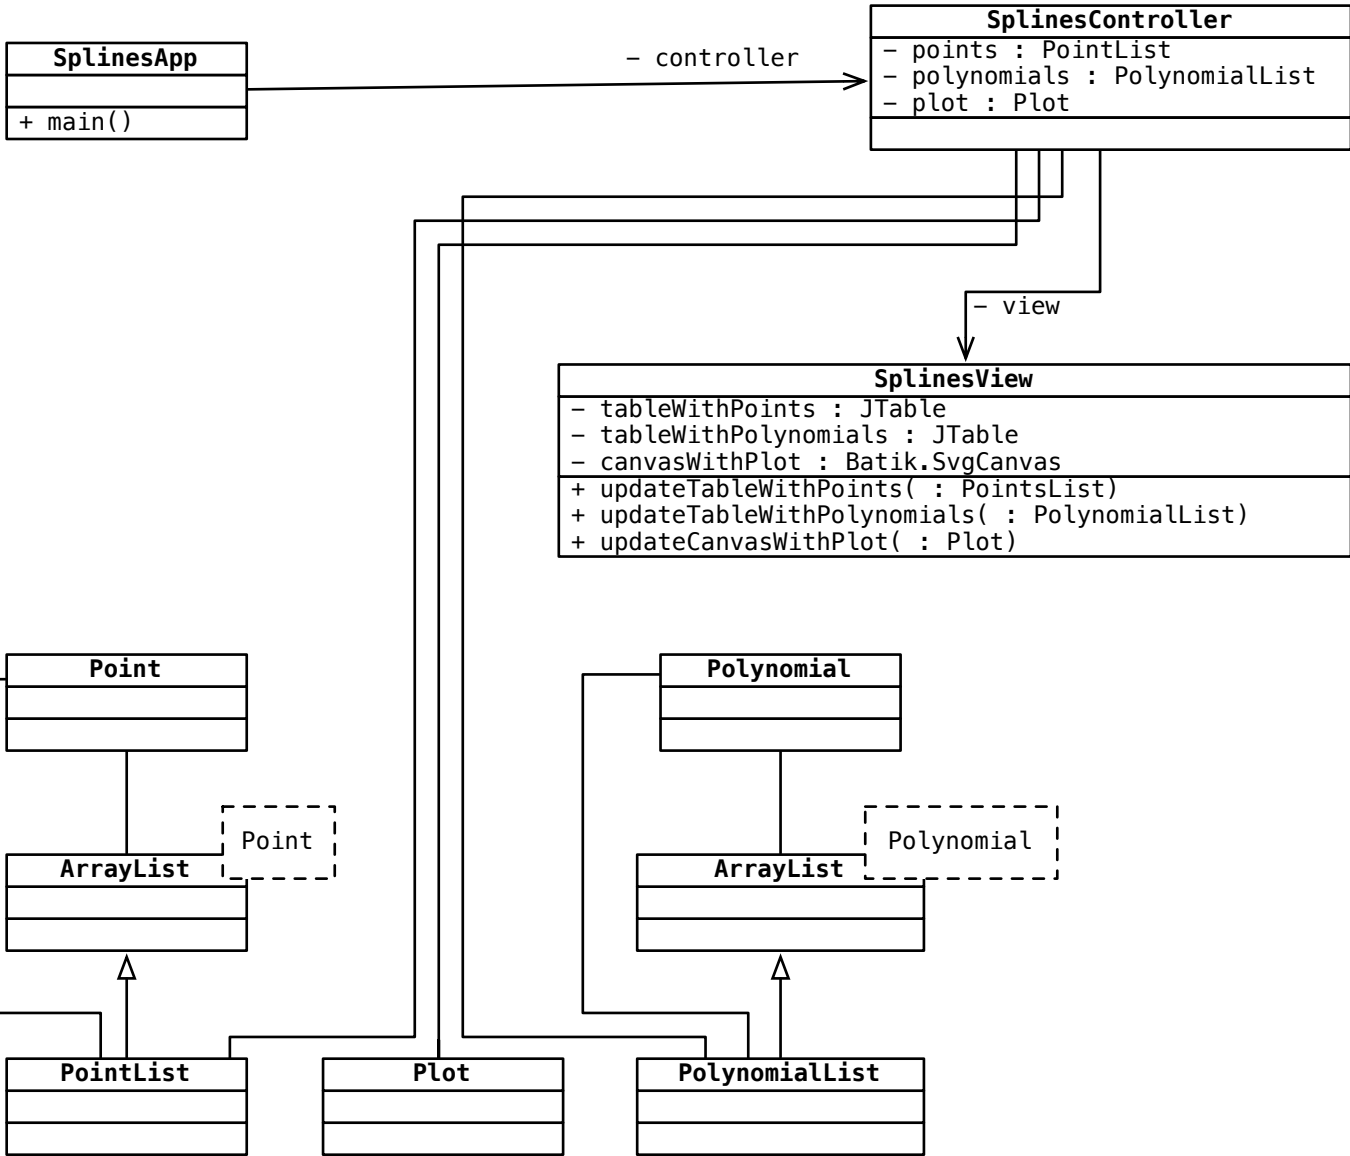 SplinesController
− points : PointList
− polynomials : PolynomialList
− plot : Plot
SplinesApp
+ main()
− controller
− view
SplinesView
− tableWithPoints : JTable
− tableWithPolynomials : JTable
− canvasWithPlot : Batik.SvgCanvas
+ updateTableWithPoints( : PointsList)
+ updateTableWithPolynomials( : PolynomialList)
+ updateCanvasWithPlot( : Plot)
Point
Polynomial
Point
Polynomial
ArrayList
ArrayList
PointList
Plot
PolynomialList